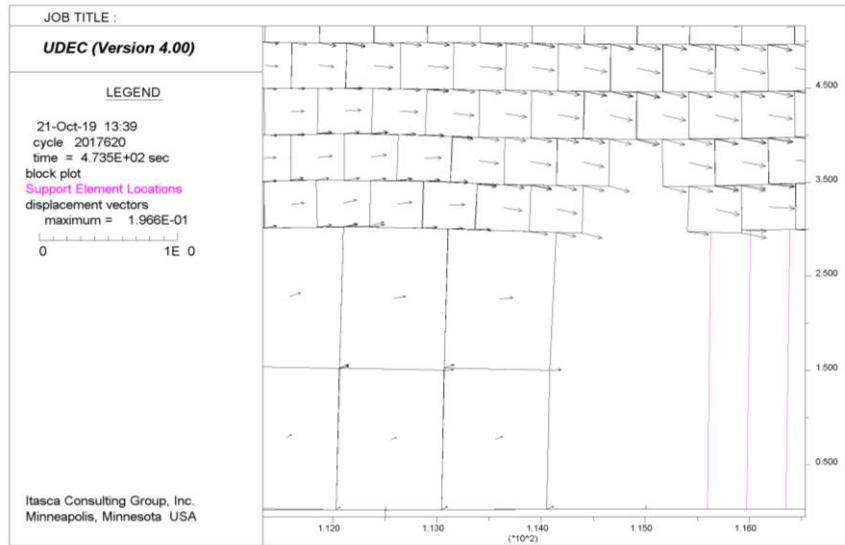 JOB TITLE :
UDEC (Version 4.00)
LEGEND
21-Oct-19 13:39
cycle 2017620
time = 4.735E+02 sec
block plot
Support Element Locations
displacement vectors
maximum = 1.966E-01
0 1E 0
Itasca Consulting Group, Inc.
Minneapolis, Minnesota USA
4.500
3.500
2.500
1.500
0.500
1.120 1.130 1.140 1.150 1.160
(*10^2)